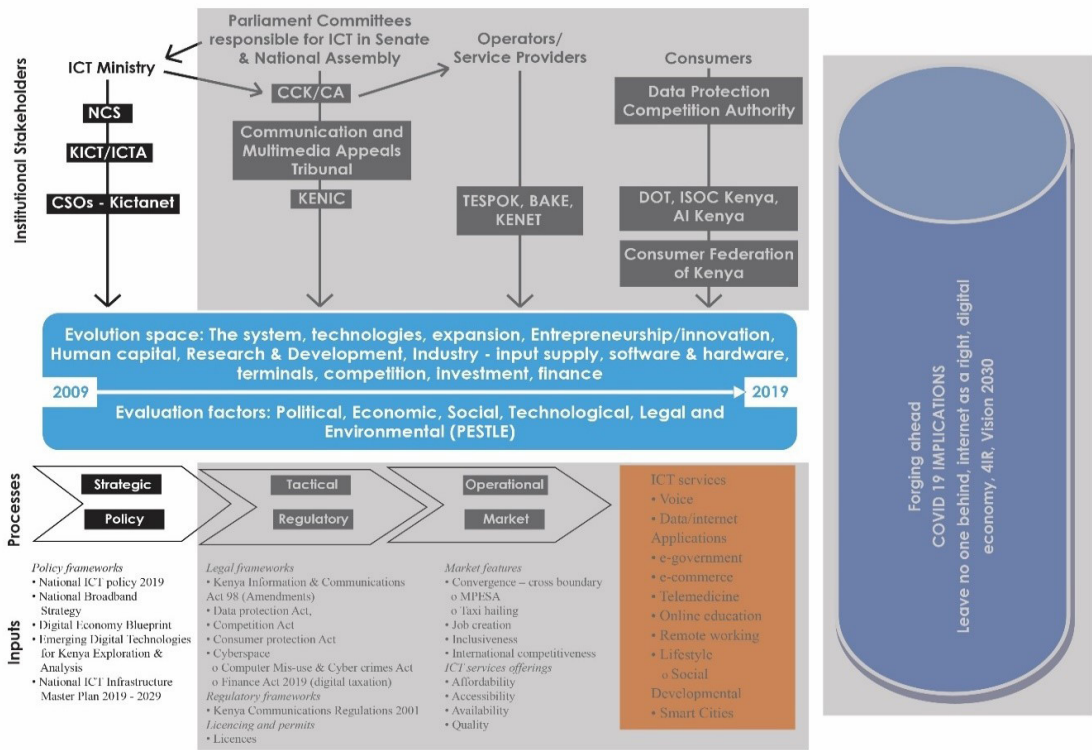 Institutional Stakeholders
Parliament Committees
responsible for ICT in Senate
& National Assembly
ICT Ministry
NCS
KICT/ICTA
CSOs - Kictanet
CCK/CA
Communication and
Multimedia Appeals
Tribunal
KENIC
Operators/
Service Providers
TESPOK, BAKE,
KENET
Consumers
Data Protection
Competition Authority
DOT, ISOC Kenya,
AI Kenya
Consumer Federation
of Kenya
Evolution space: The system, technologies, expansion, Entrepreneurship/innovation,
Human capital, Research & Development, Industry - input supply, software & hardware,
terminals, competition, investment, finance
2009
2019
Evaluation factors: Political, Economic, Social, Technological, Legal and
Environmental (PESTLE)
Processes
Strategic
Policy
Tactical
Regulatory
Operational
Market
Inputs
Policy frameworks
• National ICT policy 2019
• National Broadband
Strategy
• Digital Economy Blueprint
• Emerging Digital Technologies
for Kenya Exploration &
Analysis
• National ICT Infrastructure
Master Plan 2019 - 2029
Legal frameworks
• Kenya Information & Communications
Act 98 (Amendments)
• Data protection Act,
• Competition Act
• Consumer protection Act
• Cyberspace
o Computer Mis-use & Cyber crimes Act
o Finance Act 2019 (digital taxation)
Regulatory frameworks
• Kenya Communications Regulations 2001
Licencing and permits
• Licences
Market features
• Convergence – cross boundary
o MPESA
o Taxi hailing
• Job creation
• Inclusiveness
• International competitiveness
ICT services offerings
• Affordability
• Accessibility
• Availability
• Quality
ICT services
• Voice
• Data/internet
Applications
• e-government
• e-commerce
• Telemedicine
• Online education
• Remote working
• Lifestyle
o Social
Developmental
• Smart Cities
Forging ahead
COVID 19 IMPLICATIONS
Leave no one behind, internet as a right, digital
economy, 4IR, Vision 2030